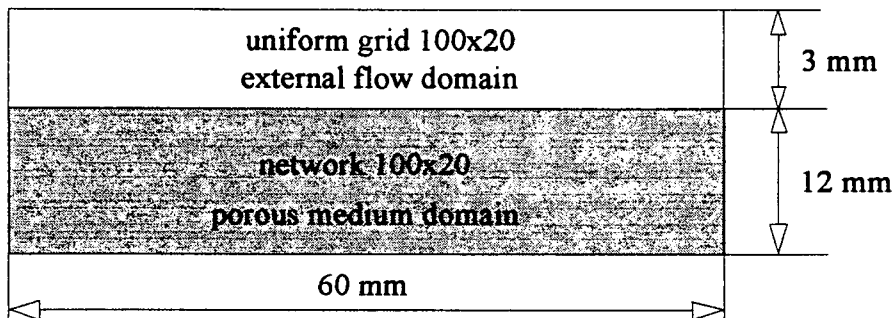 uniform grid 100x20
external flow domain
3 mm
network 100x20
porous medium domain
12 mm
60 mm